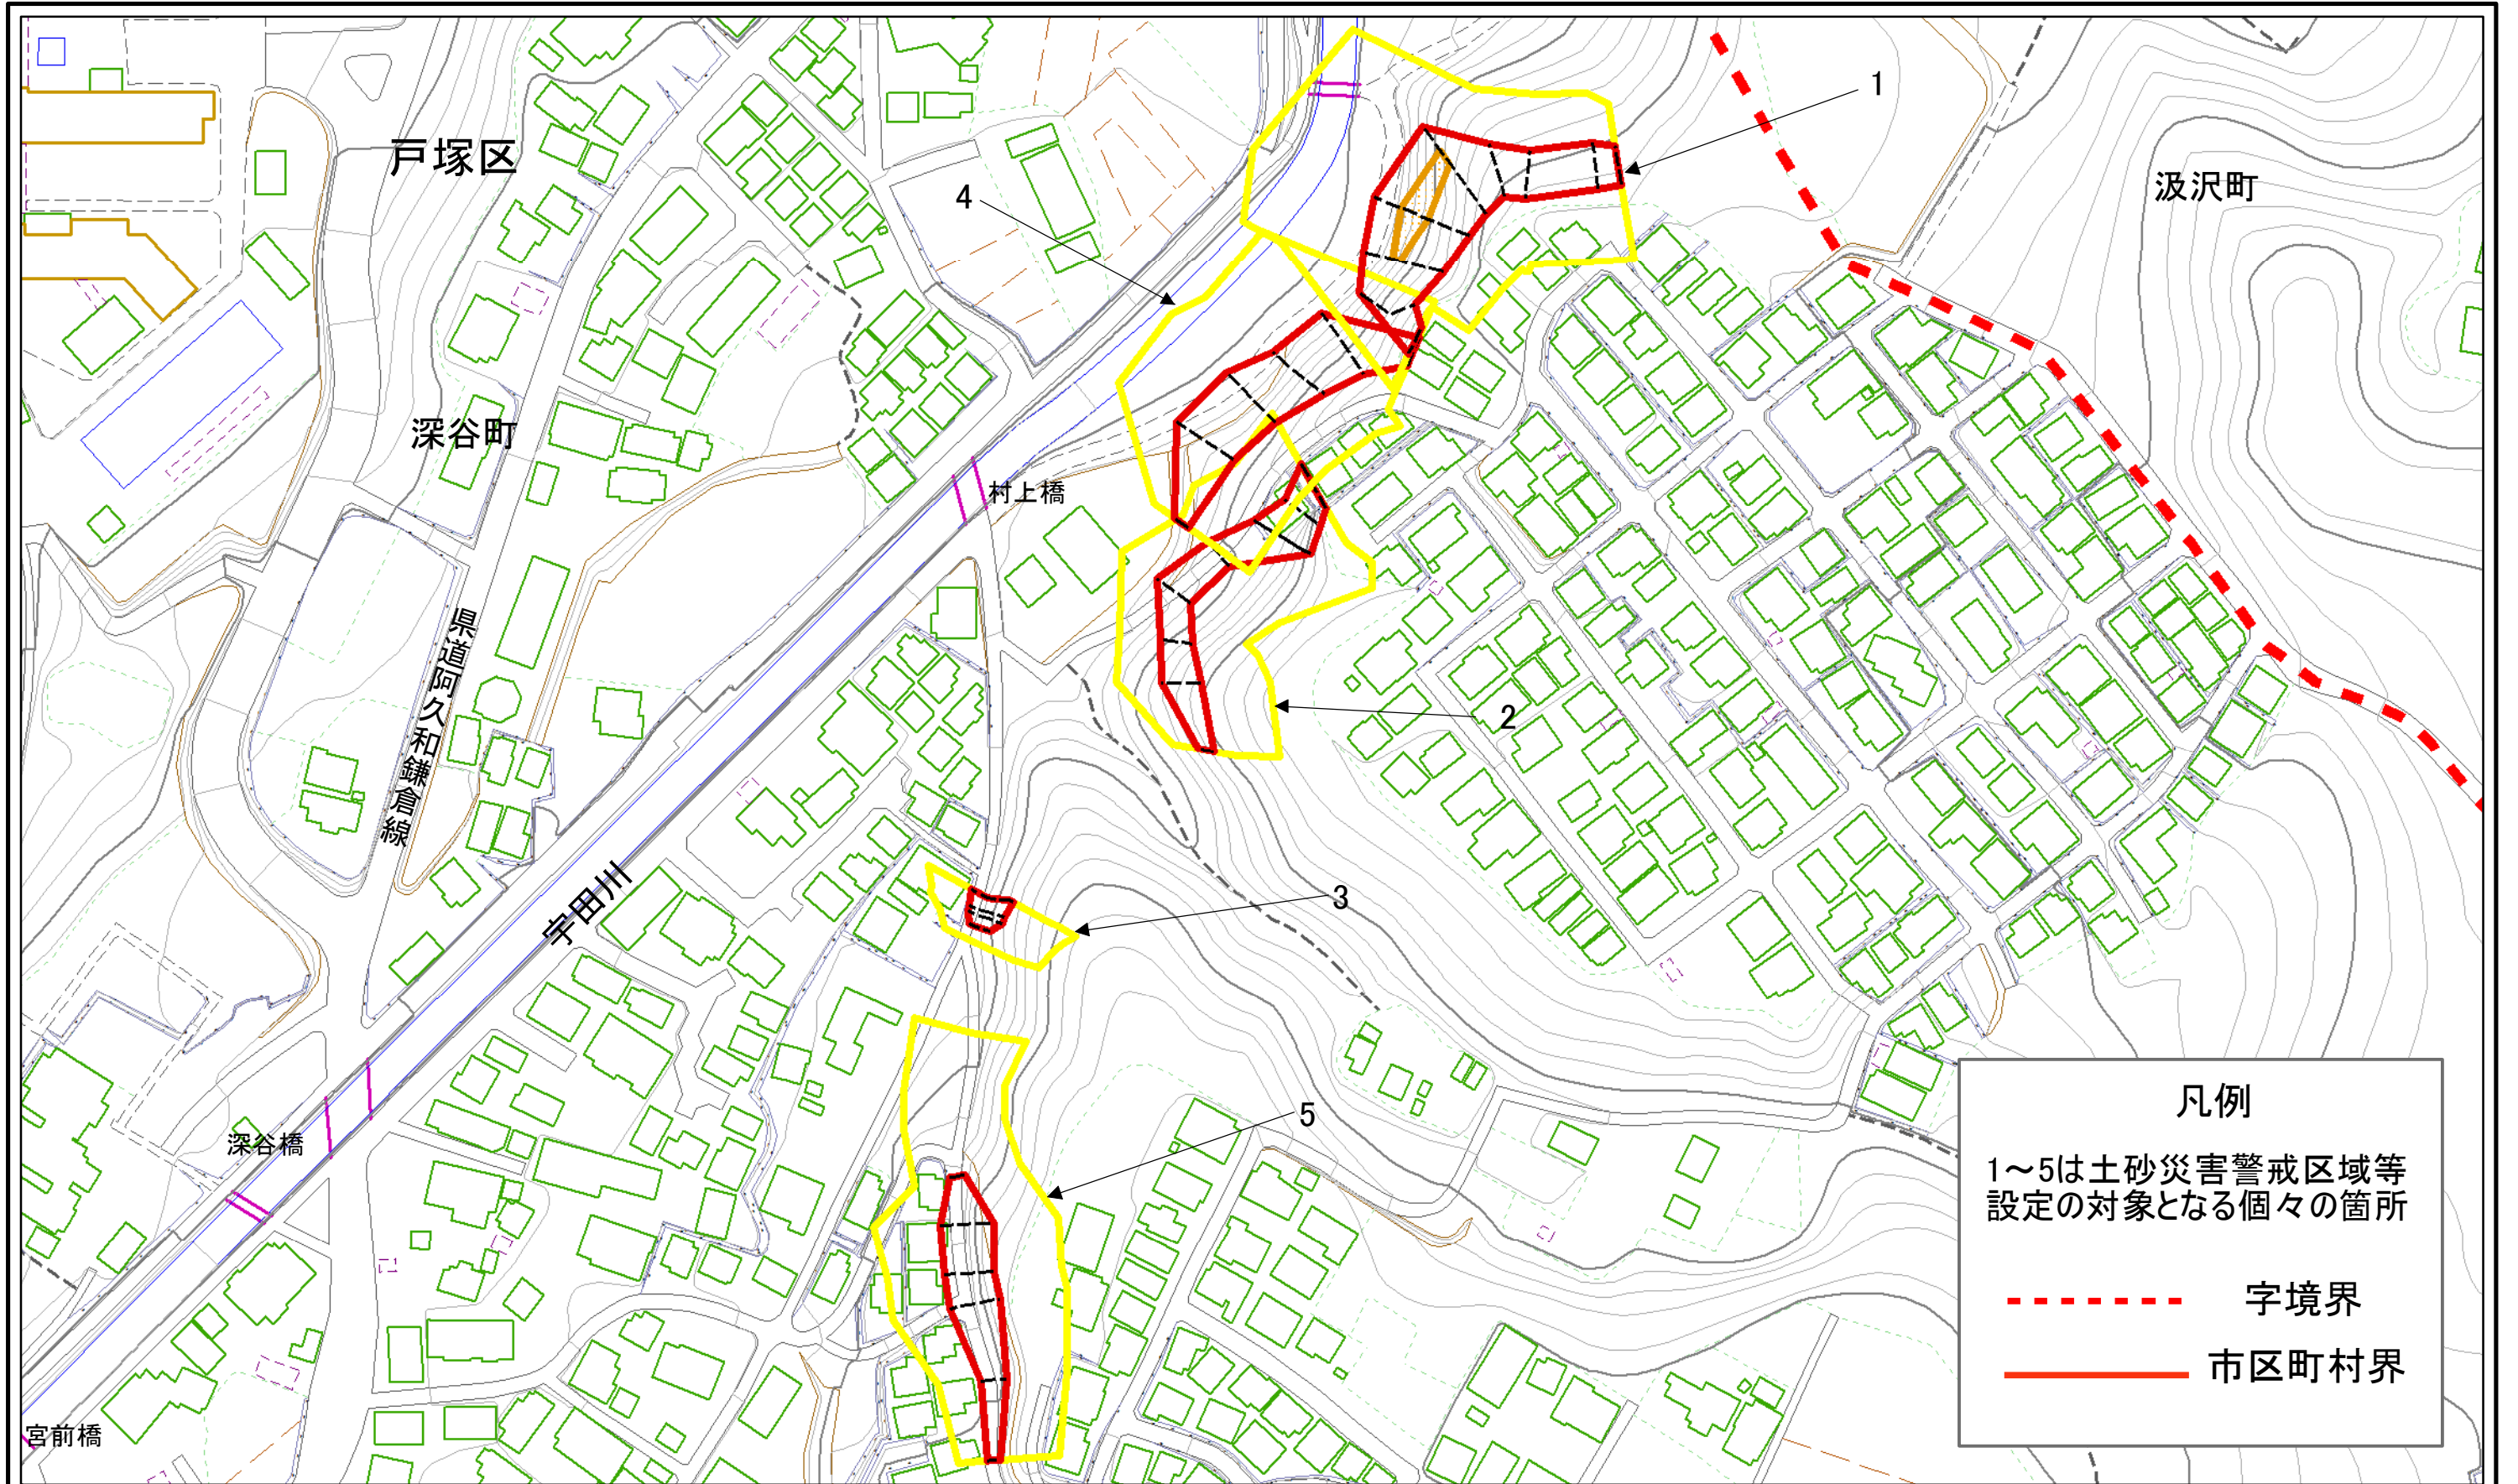 1
戸塚区
汲沢町
4
深谷町
村上橋
県道阿久和鎌倉線
2
宇田川
3
5
深谷橋
宮前橋
凡例
1～5は土砂災害警戒区域等
設定の対象となる個々の箇所
字境界
市区町村界